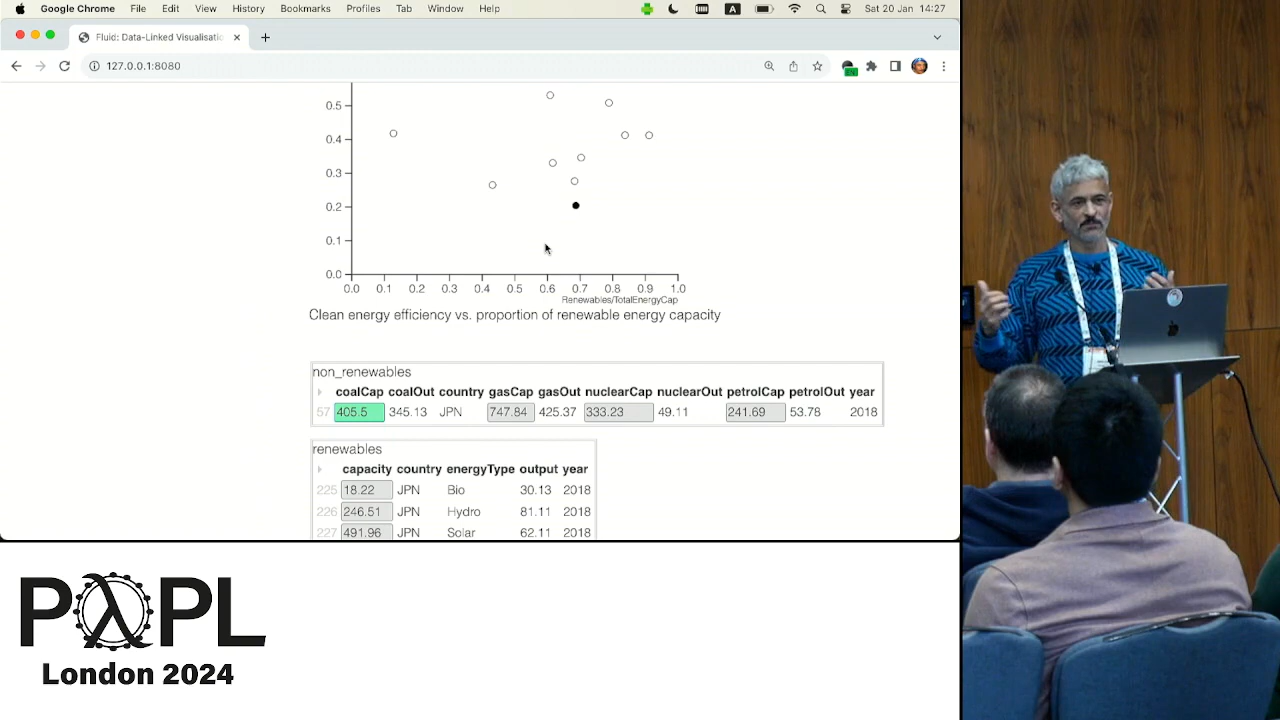 Google Chrome File Edit View History Bookmarks Profiles Tab Window Help A Sat 20 Jan 14:27
Fluid: Data-Linked Visualisatio
127.0.0.1:8080
EN
0.5
0.4
0.3
0.2
0.1
0.0
0.0 0.1 0.2 0.3 0.4 0.5 0.6 0.7 0.8 0.9 1.0
Renewables/TotalEnergyCap
Clean energy efficiency vs. proportion of renewable energy capacity
non_renewables
coalCap coalOut country gasCap gasOut nuclearCap nuclearOut petrolCap petrolOut year
57 405.5 345.13 JPN 747.84 425.37 333.23 49.11 241.69 53.78 2018
renewables
capacity country energyType output year
225 18.22 JPN Bio 30.13 2018
226 246.51 JPN Hydro 81.11 2018
227 491.96 JPN Solar 62.11 2018
PλPL
London 2024